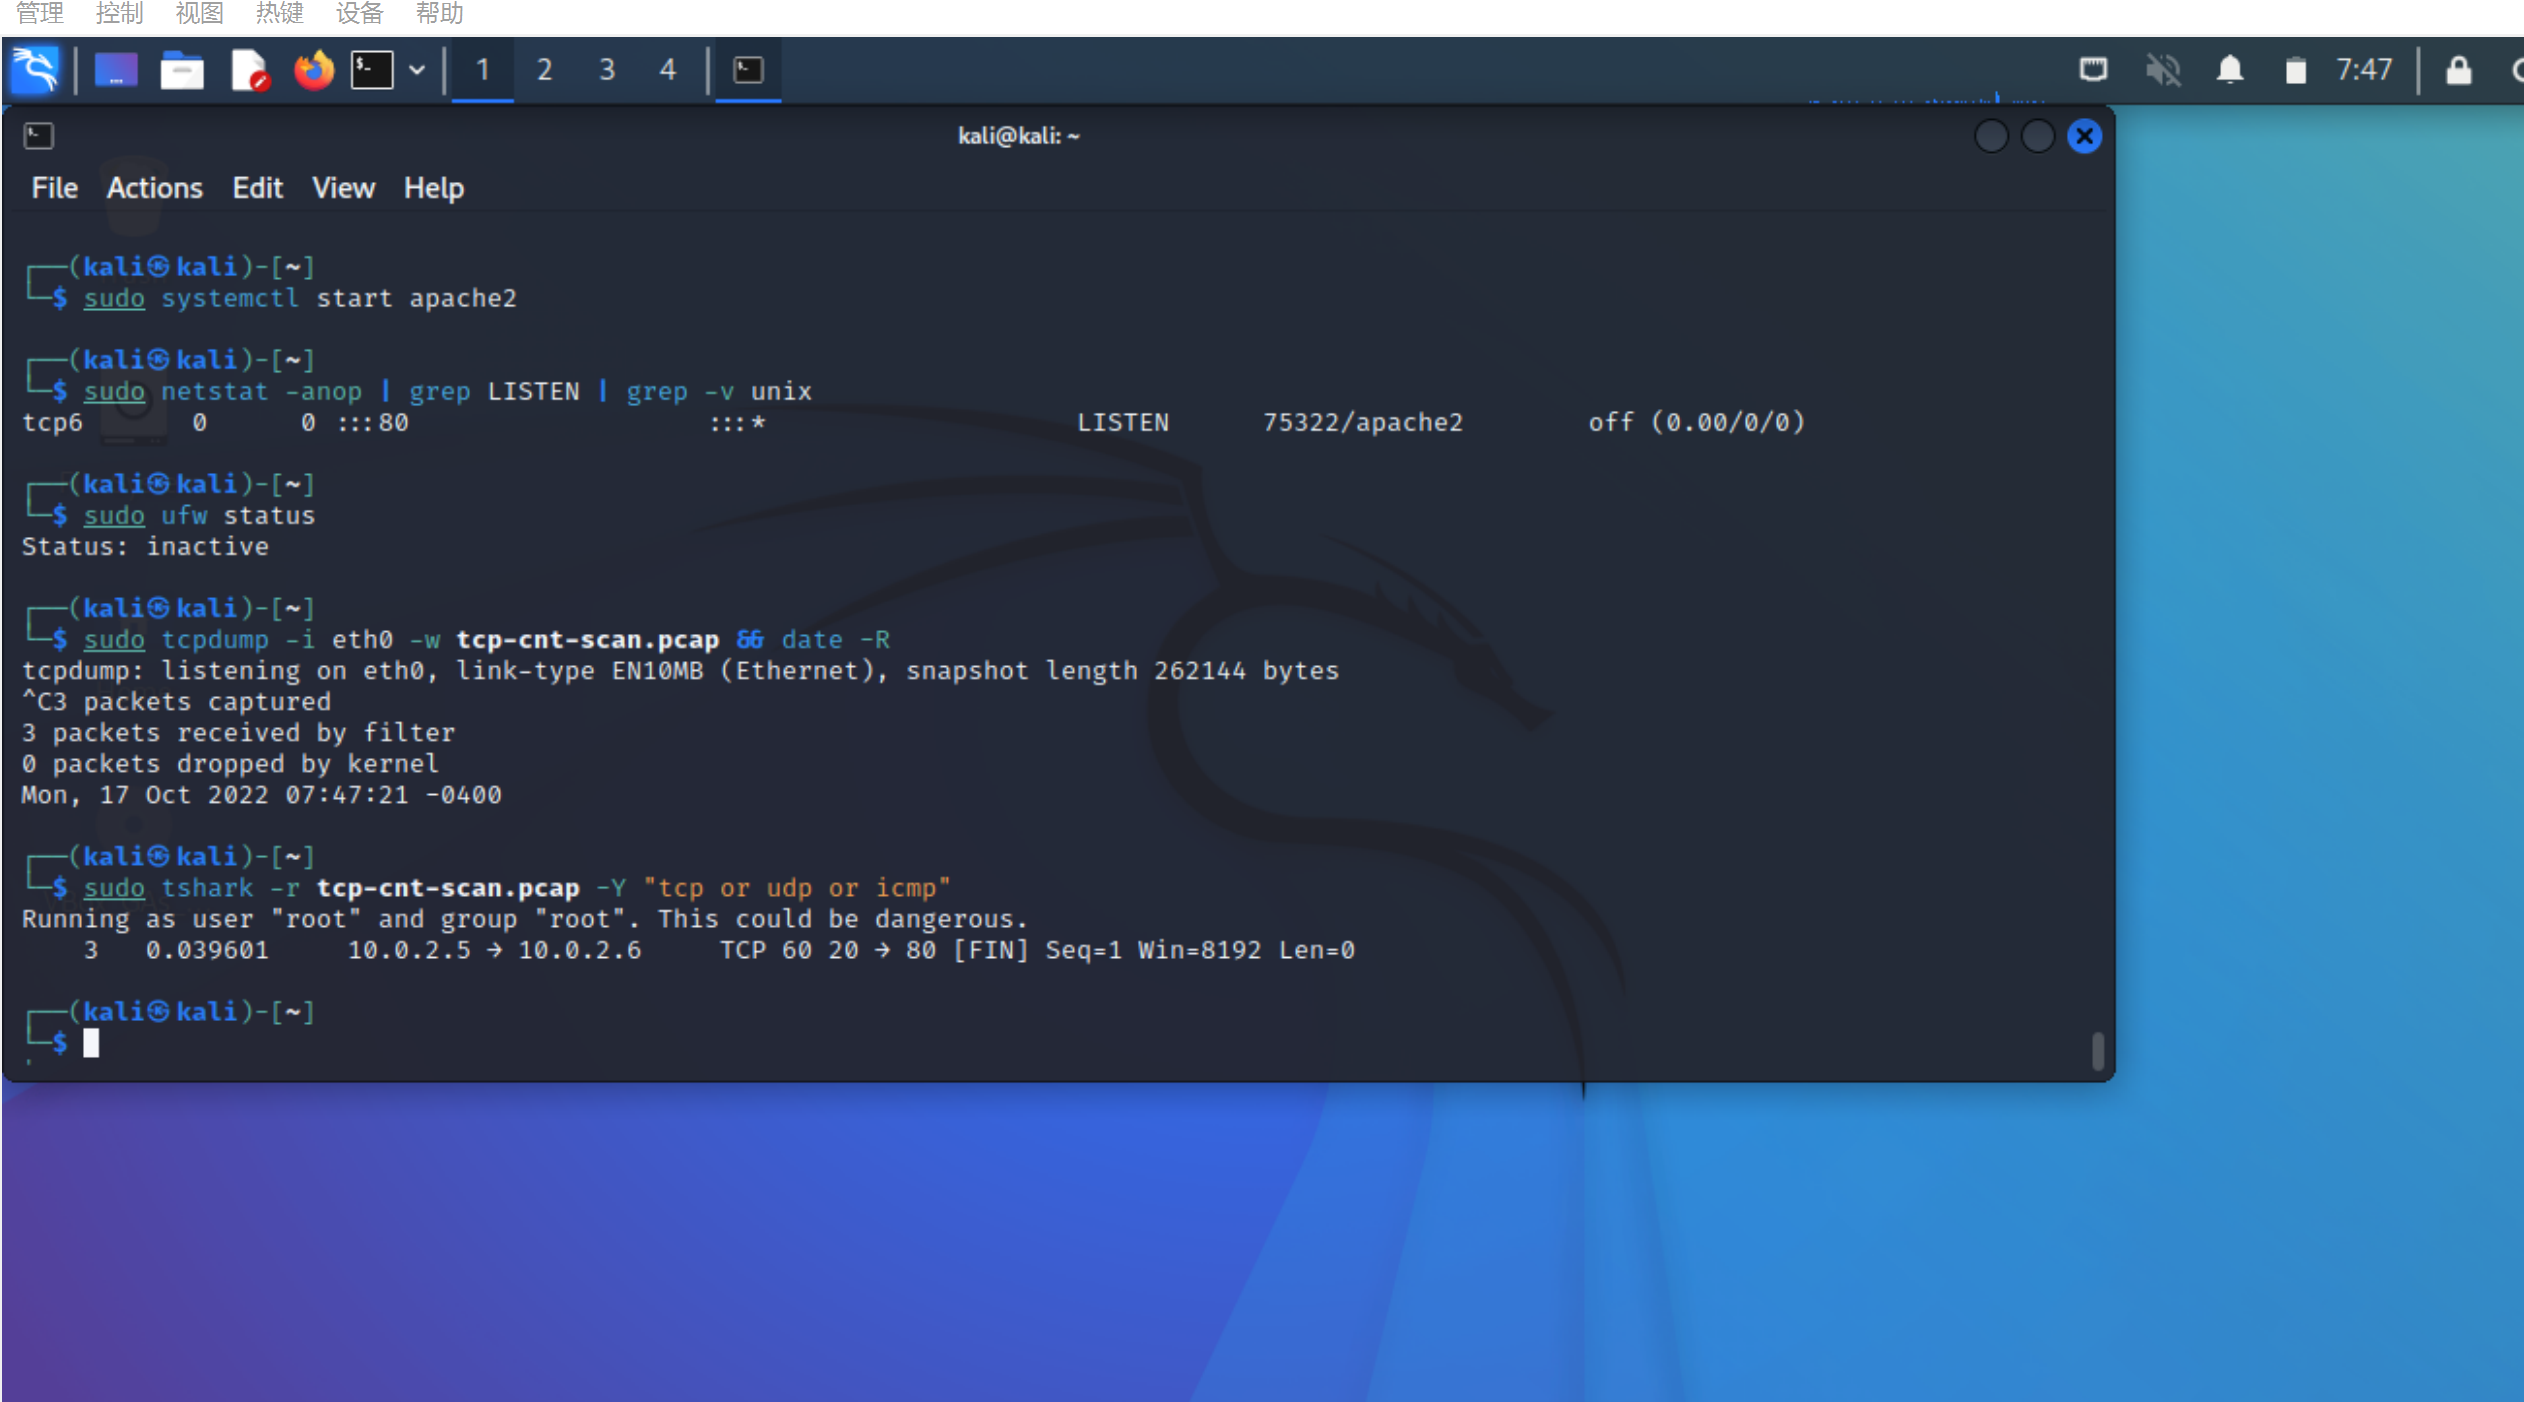 管理 控制 视图 热键 设备 帮助
1 2 3 4 7:47
kali@kali: ~
File Actions Edit View Help
┌──(kali㉿kali)-[~]
└─$ sudo systemctl start apache2
┌──(kali㉿kali)-[~]
└─$ sudo netstat -anop | grep LISTEN | grep -v unix
tcp6 0 0 :::80 :::* LISTEN 75322/apache2 off (0.00/0/0)
┌──(kali㉿kali)-[~]
└─$ sudo ufw status
Status: inactive
┌──(kali㉿kali)-[~]
└─$ sudo tcpdump -i eth0 -w tcp-cnt-scan.pcap && date -R
tcpdump: listening on eth0, link-type EN10MB (Ethernet), snapshot length 262144 bytes
^C3 packets captured
3 packets received by filter
0 packets dropped by kernel
Mon, 17 Oct 2022 07:47:21 -0400
┌──(kali㉿kali)-[~]
└─$ sudo tshark -r tcp-cnt-scan.pcap -Y "tcp or udp or icmp"
Running as user "root" and group "root". This could be dangerous.
3 0.039601 10.0.2.5 → 10.0.2.6 TCP 60 20 → 80 [FIN] Seq=1 Win=8192 Len=0
┌──(kali㉿kali)-[~]
└─$